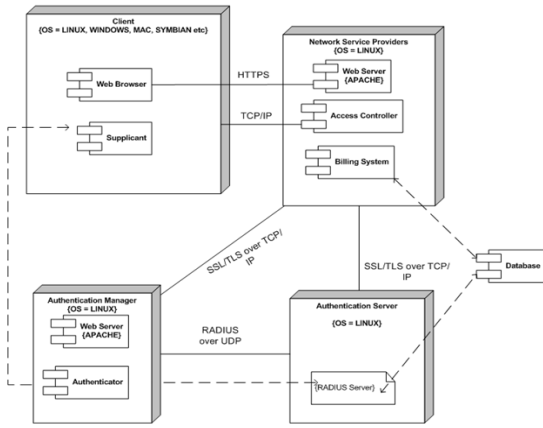 Client
{OS = LINUX, WINDOWS, MAC, SYMBIAN etc}
Web Browser
Supplicant
HTTPS
TCP/IP
Network Service Providers
{OS = LINUX}
Web Server
{APACHE}
Access Controller
Billing System
SSL/TLS over TCP/
IP
SSL/TLS over TCP/
IP
Database
Authentication Manager
{OS = LINUX}
Web Server
{APACHE}
Authenticator
RADIUS
over UDP
Authentication Server
{OS = LINUX}
{RADIUS Server}